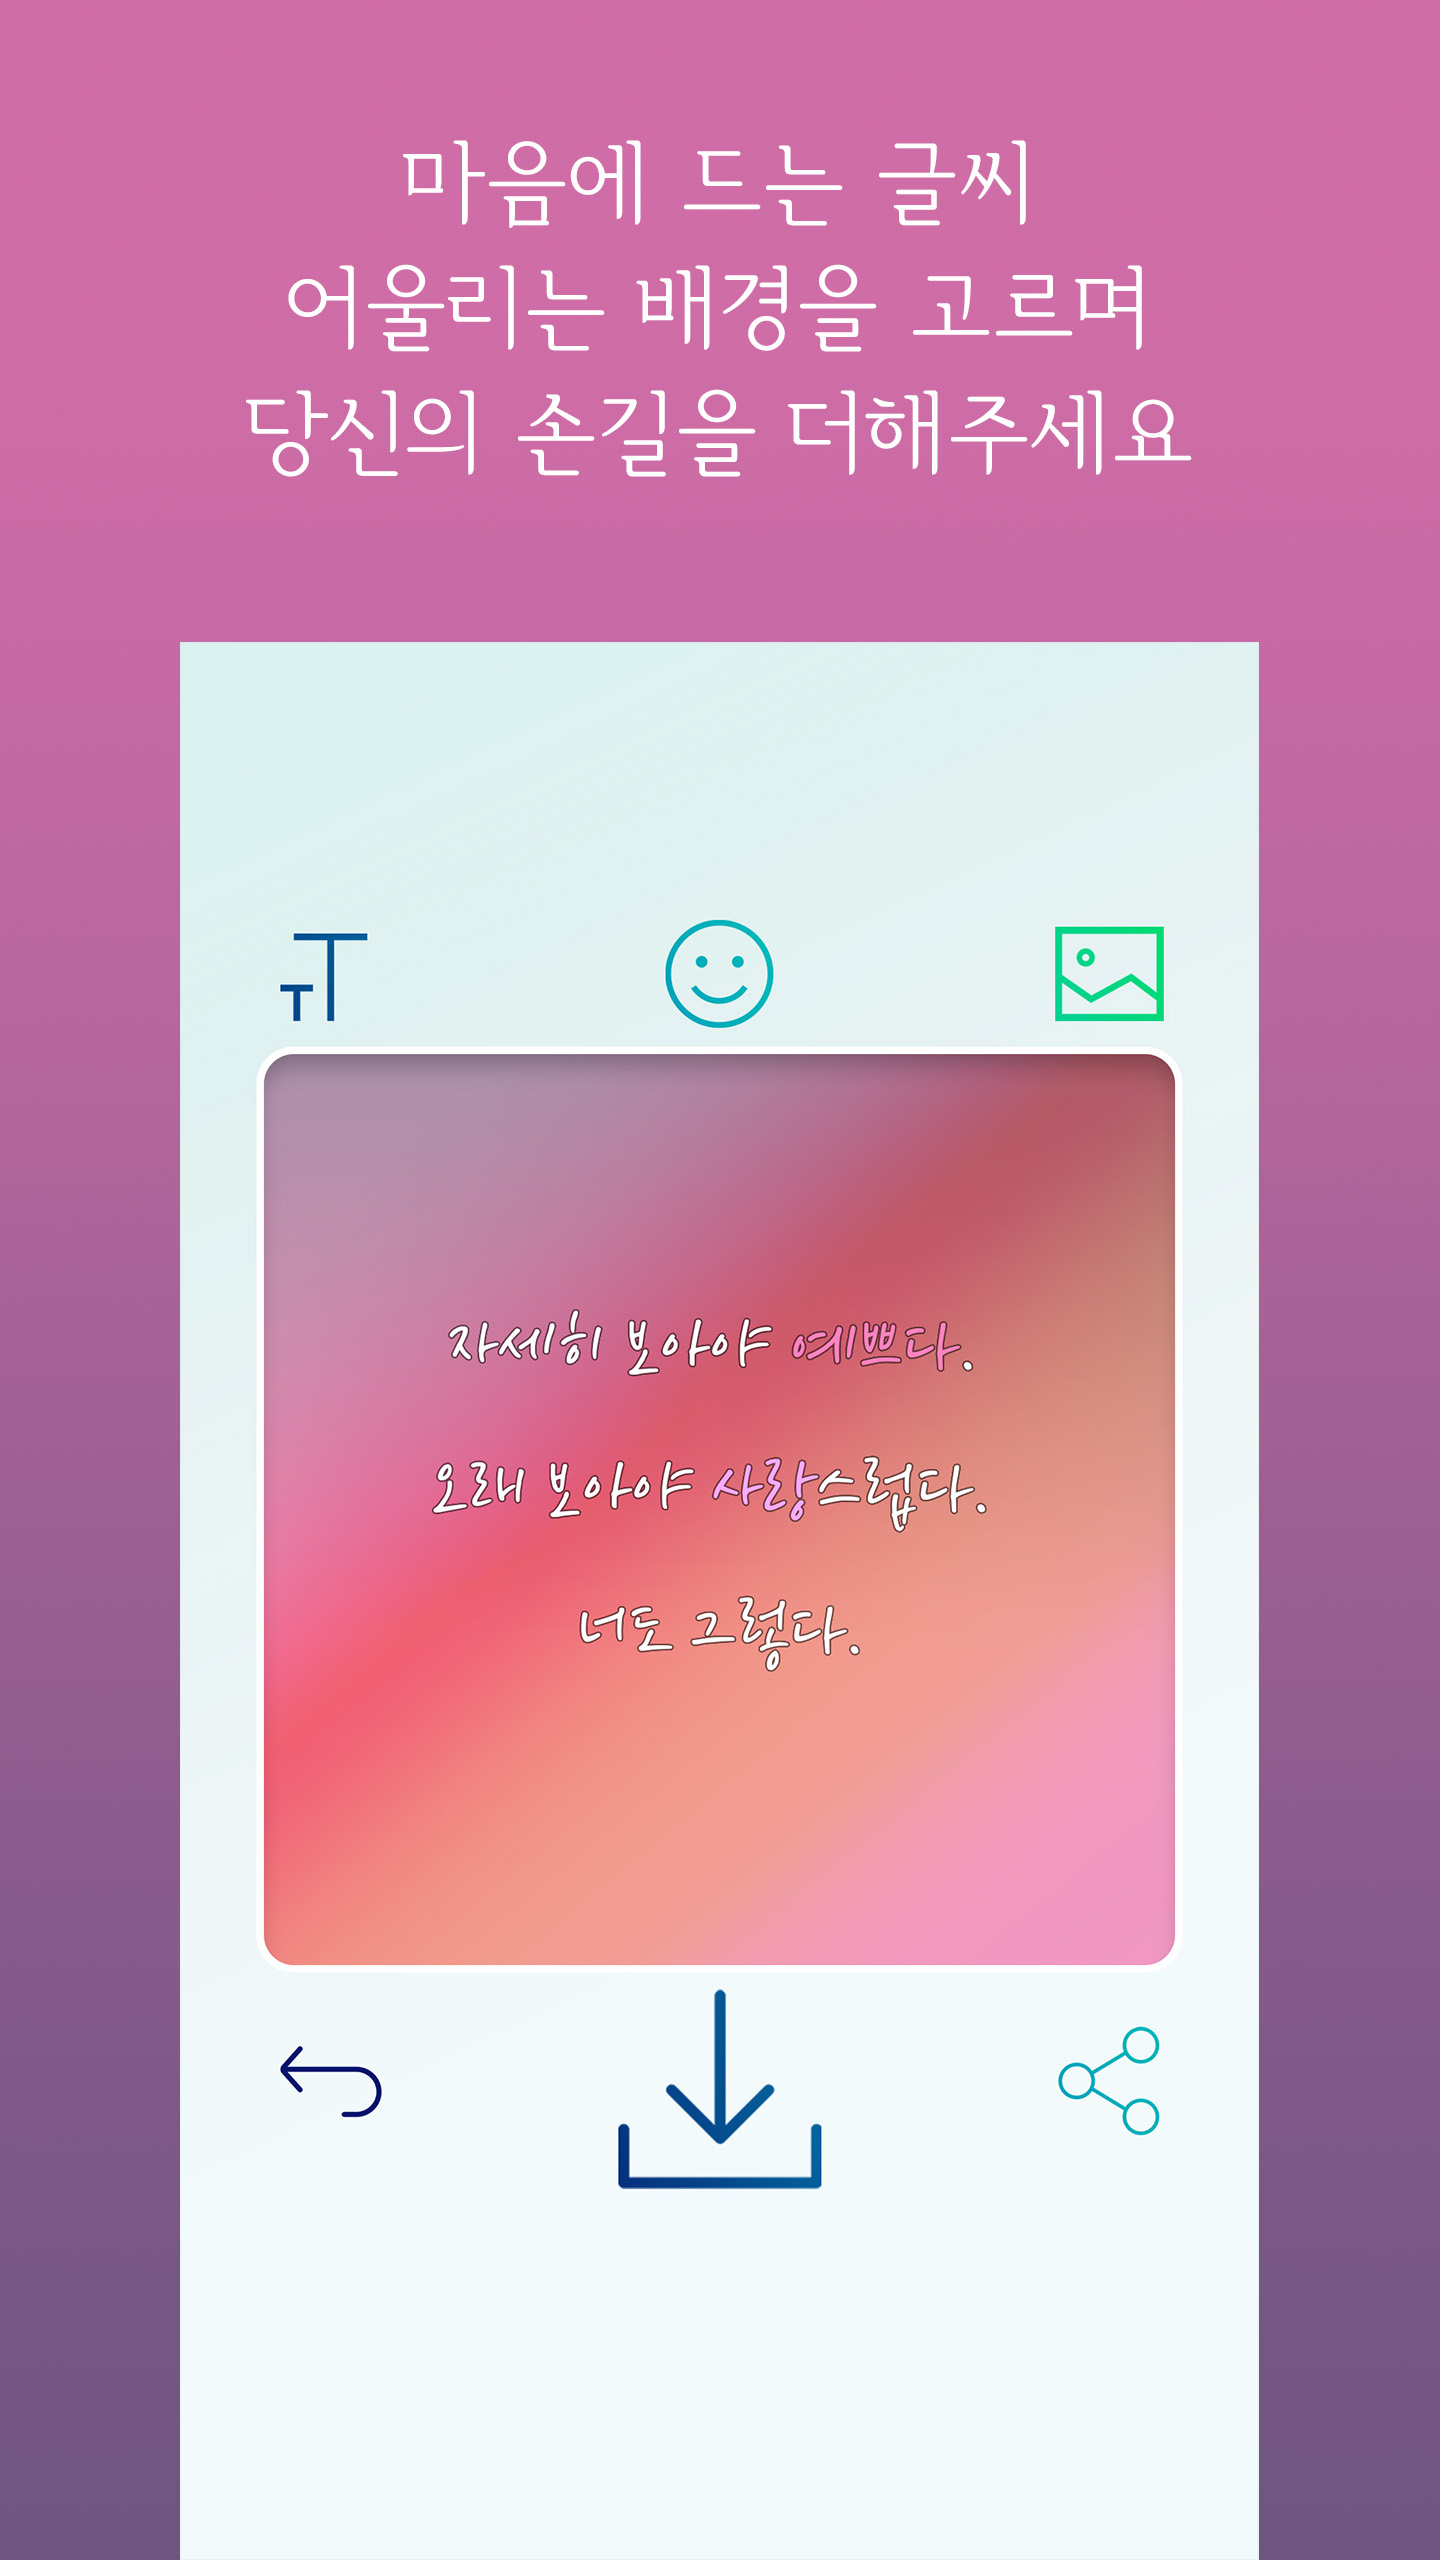 마음에 드는 글씨
어울리는 배경을 고르며
당신의 손길을 더해주세요
자세히 보아야 예쁘다.
오래 보아야 사랑스럽다.
너도 그렇다.